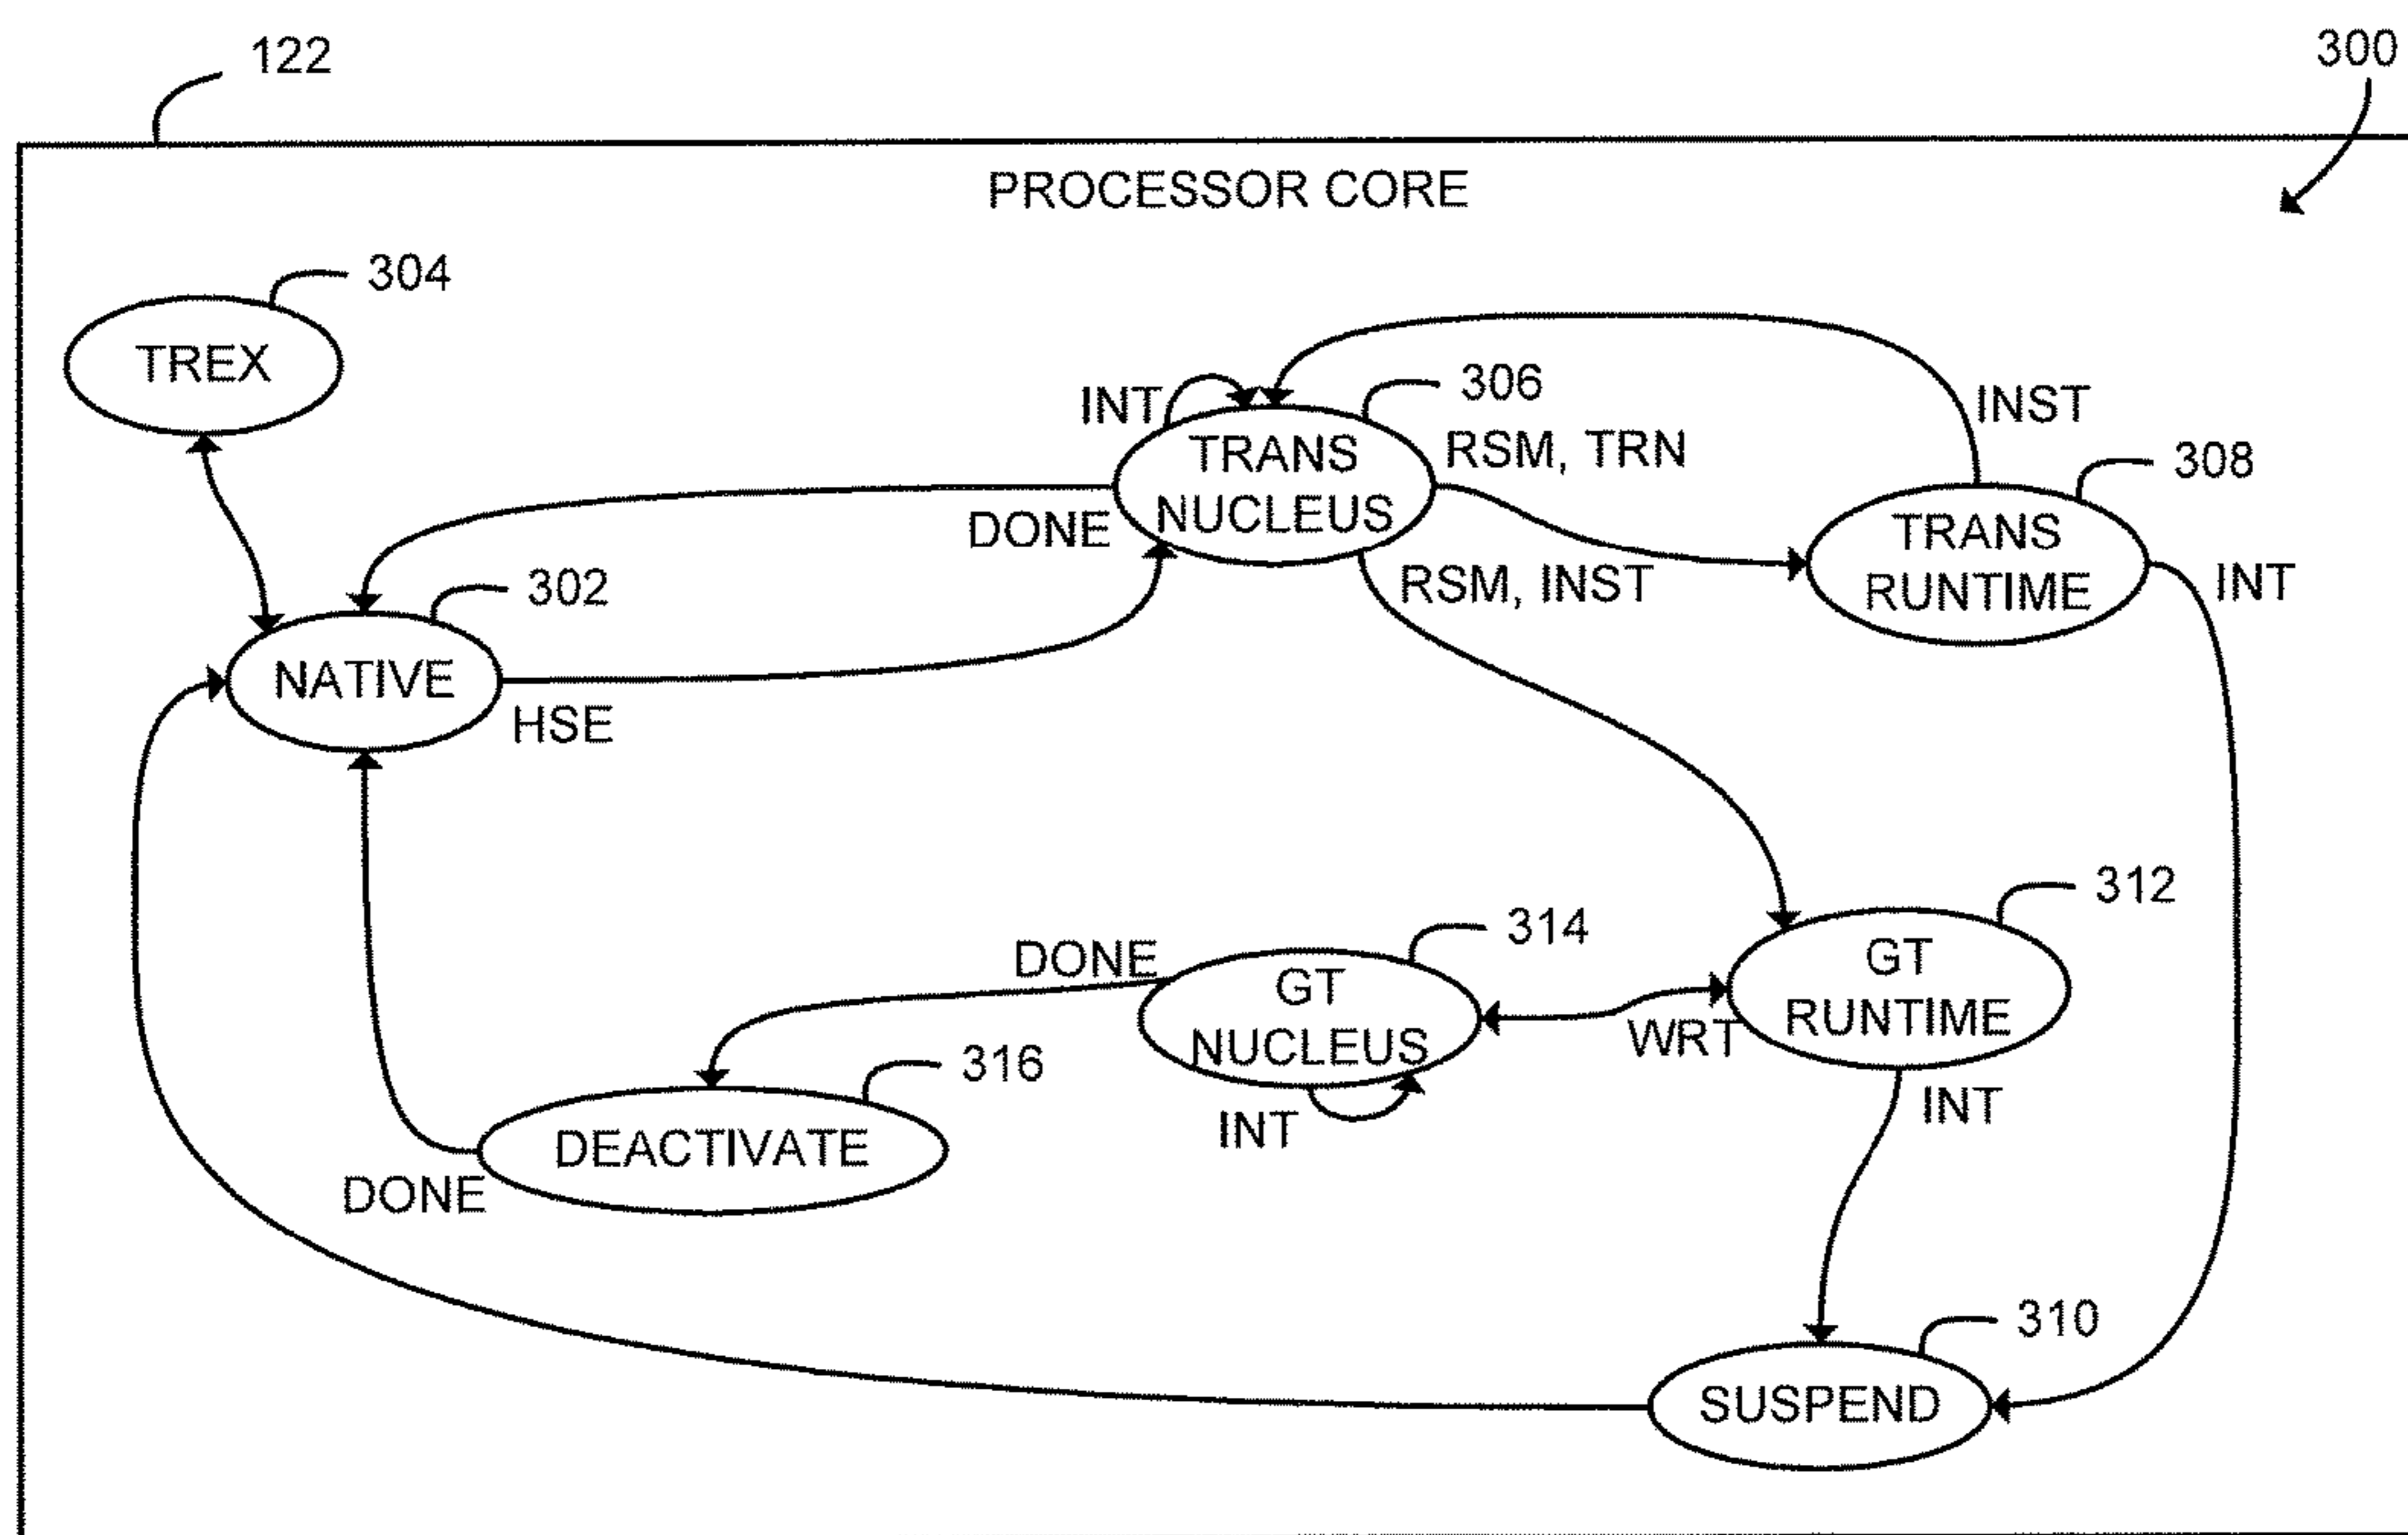 122
300
PROCESSOR CORE
304
TREX
INT
306
TRANS
NUCLEUS
RSM, TRN
INST
308
TRANS
RUNTIME
INT
DONE
RSM, INST
302
NATIVE
HSE
312
GT
RUNTIME
314
GT
NUCLEUS
DONE
WRT
INT
INT
316
DEACTIVATE
DONE
310
SUSPEND